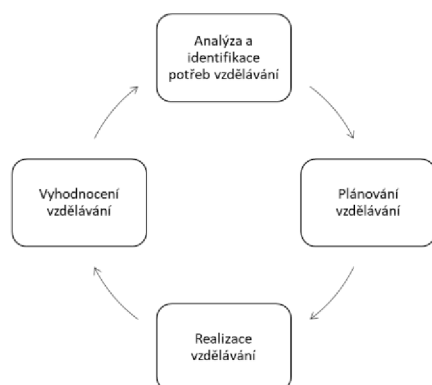 Analýza a
identifikace
potřeb vzdělávání
Plánování
vzdělávání
Realizace
vzdělávání
Vyhodnocení
vzdělávání